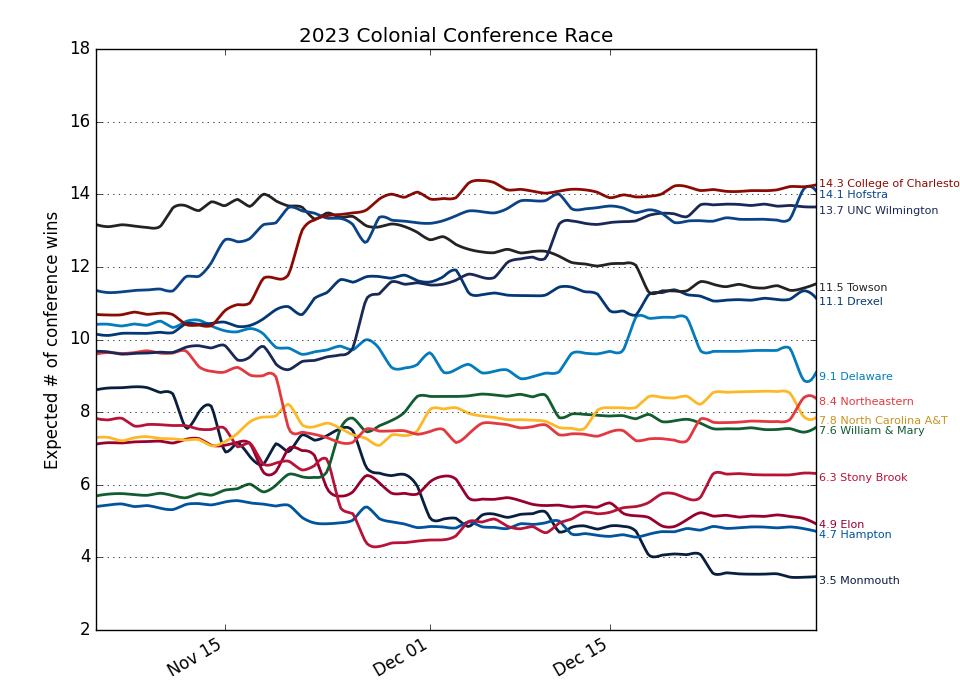 2023 Colonial Conference Race
Expected # of conference wins
18
16
14
12
10
8
6
4
2
Nov 15
Dec 01
Dec 15
14.3 College of Charlesto
14.1 Hofstra
13.7 UNC Wilmington
11.5 Towson
11.1 Drexel
9.1 Delaware
8.4 Northeastern
7.8 North Carolina A&T
7.6 William & Mary
6.3 Stony Brook
4.9 Elon
4.7 Hampton
3.5 Monmouth